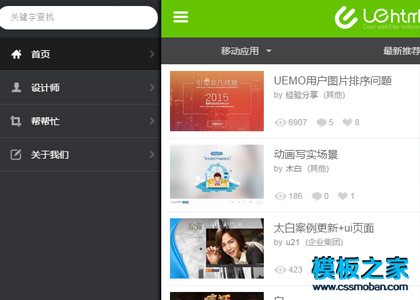 关键字查找
首页
设计师
帮帮忙
关于我们
uehtml
移动应用
最新推荐
2015
UEMO用户图片排序问题
by 经验分享 (其他)
6907 5 8
动画写实场景
by 木白 (其他)
186 0 1
太白案例更新+ui页面
by u21 (企业集团)
423
模板之家
www.cssmoban.com